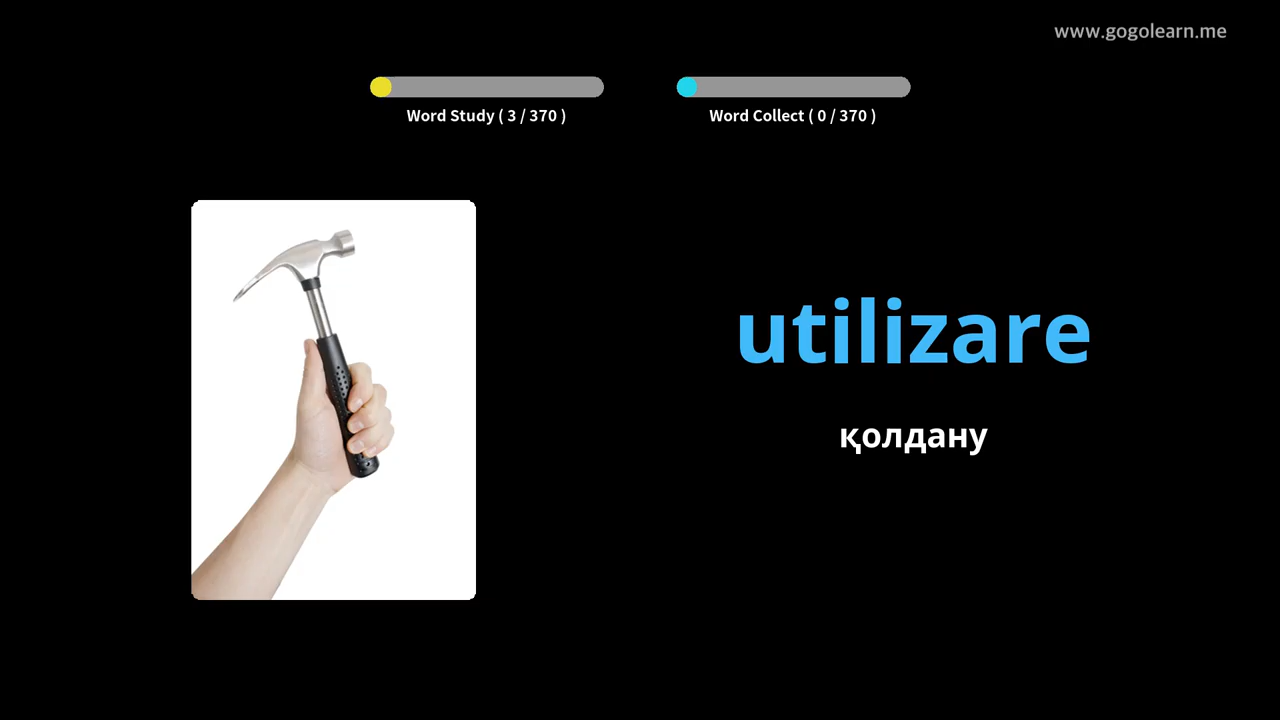 www.gogolearn.me
Word Study ( 3 / 370 )
Word Collect ( 0 / 370 )
utilizare
қолдану